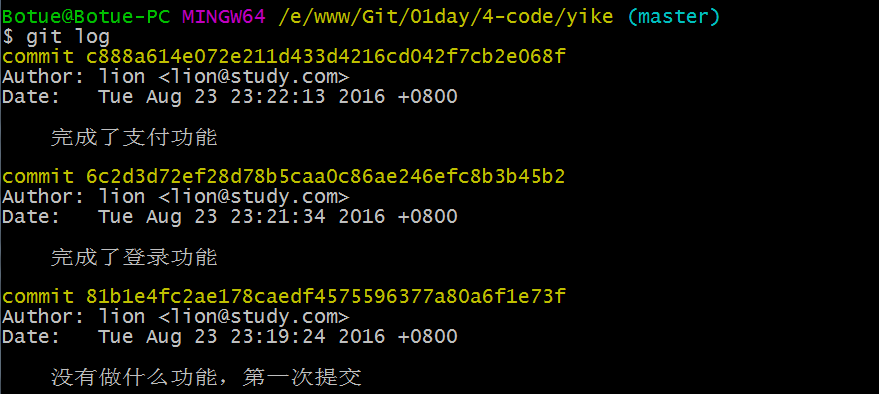 Botue@Botue-PC MINGW64 /e/www/Git/01day/4-code/yike (master)
$ git log
commit c888a614e072e211d433d4216cd042f7cb2e068f
Author: lion <lion@study.com>
Date:   Tue Aug 23 23:22:13 2016 +0800
完成了支付功能
commit 6c2d3d72ef28d78b5caa0c86ae246efc8b3b45b2
Author: lion <lion@study.com>
Date:   Tue Aug 23 23:21:34 2016 +0800
完成了登录功能
commit 81b1e4fc2ae178caedf4575596377a80a6f1e73f
Author: lion <lion@study.com>
Date:   Tue Aug 23 23:19:24 2016 +0800
没有做什么功能，第一次提交